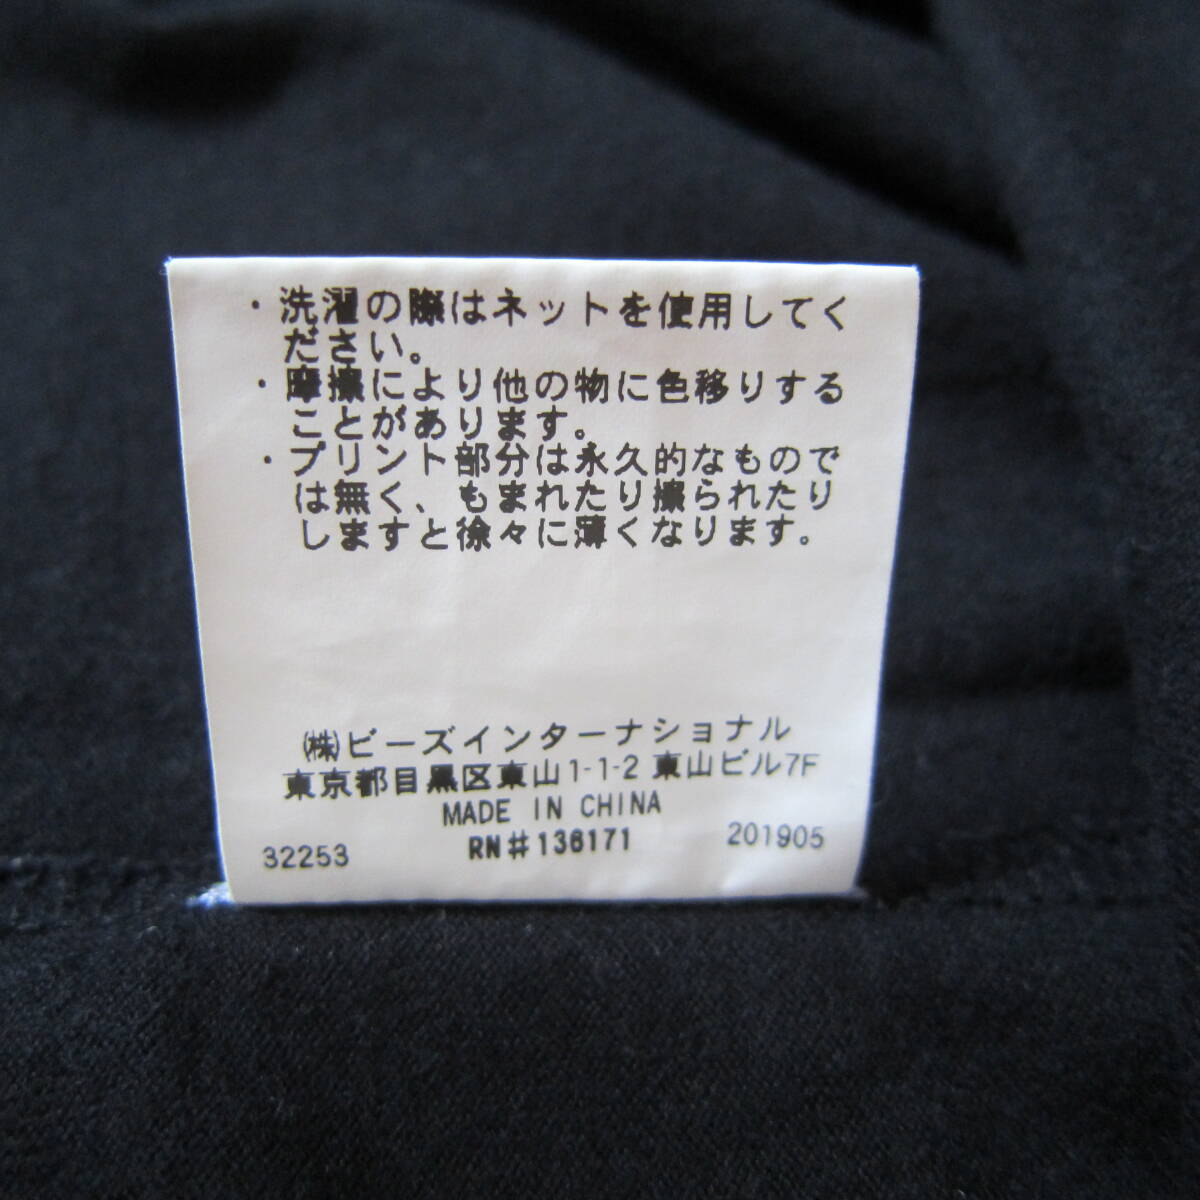 ・洗濯の際はネットを使用してく
ださい。
・摩擦により他の物に色移りする
ことがあります。
・プリント部分は永久的なもので
は無く、もまれたり擦られたり
しますと徐々に薄くなります。
㈱ビーズインターナショナル
東京都目黒区東山1-1-2 東山ビル7F
MADE IN CHINA
32253 RN#136171 201905